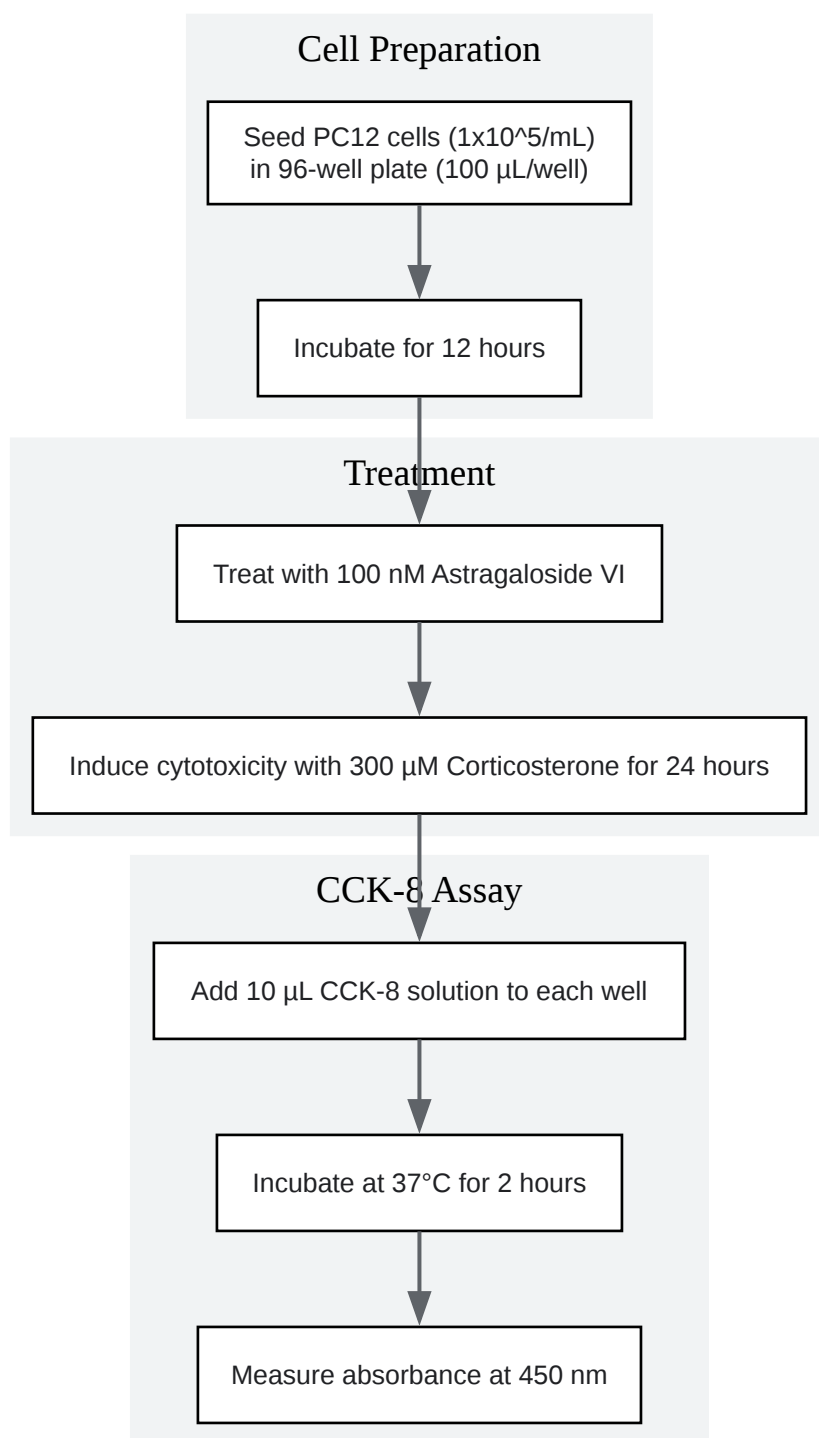 Cell Preparation
Seed PC12 cells (1x10^5/mL)
in 96-well plate (100 µL/well)
Incubate for 12 hours
Treatment
Treat with 100 nM Astragaloside VI
Induce cytotoxicity with 300 µM Corticosterone for 24 hours
CCK-8 Assay
Add 10 µL CCK-8 solution to each well
Incubate at 37°C for 2 hours
Measure absorbance at 450 nm